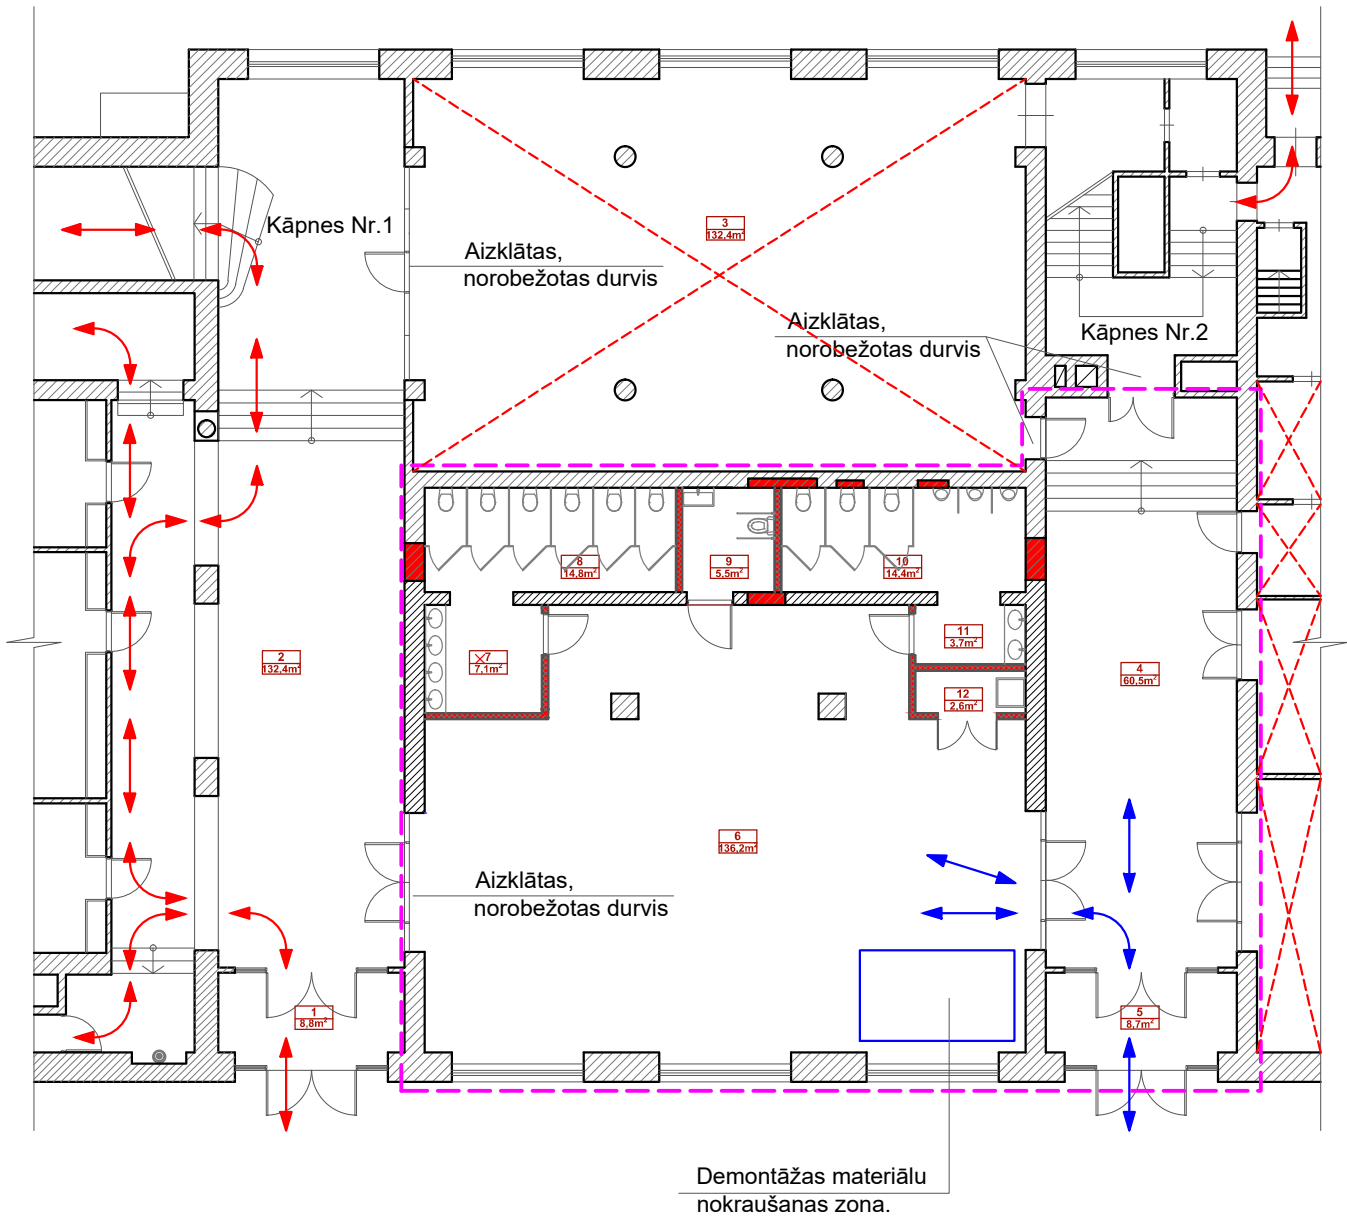 Kāpnes Nr.1
3
132,4m²
Aizklātas,
norobežotas durvis
Aizklātas,
norobežotas durvis
Kāpnes Nr.2
8
14,8m²
9
5,5m²
10
14,4m²
2
132,4m²
7
7,1m²
11
3,7m²
4
60,5m²
12
2,6m²
6
136,2m²
Aizklātas,
norobežotas durvis
1
8,8m²
5
8,7m²
Demontāžas materiālu
nokraušanas zona.